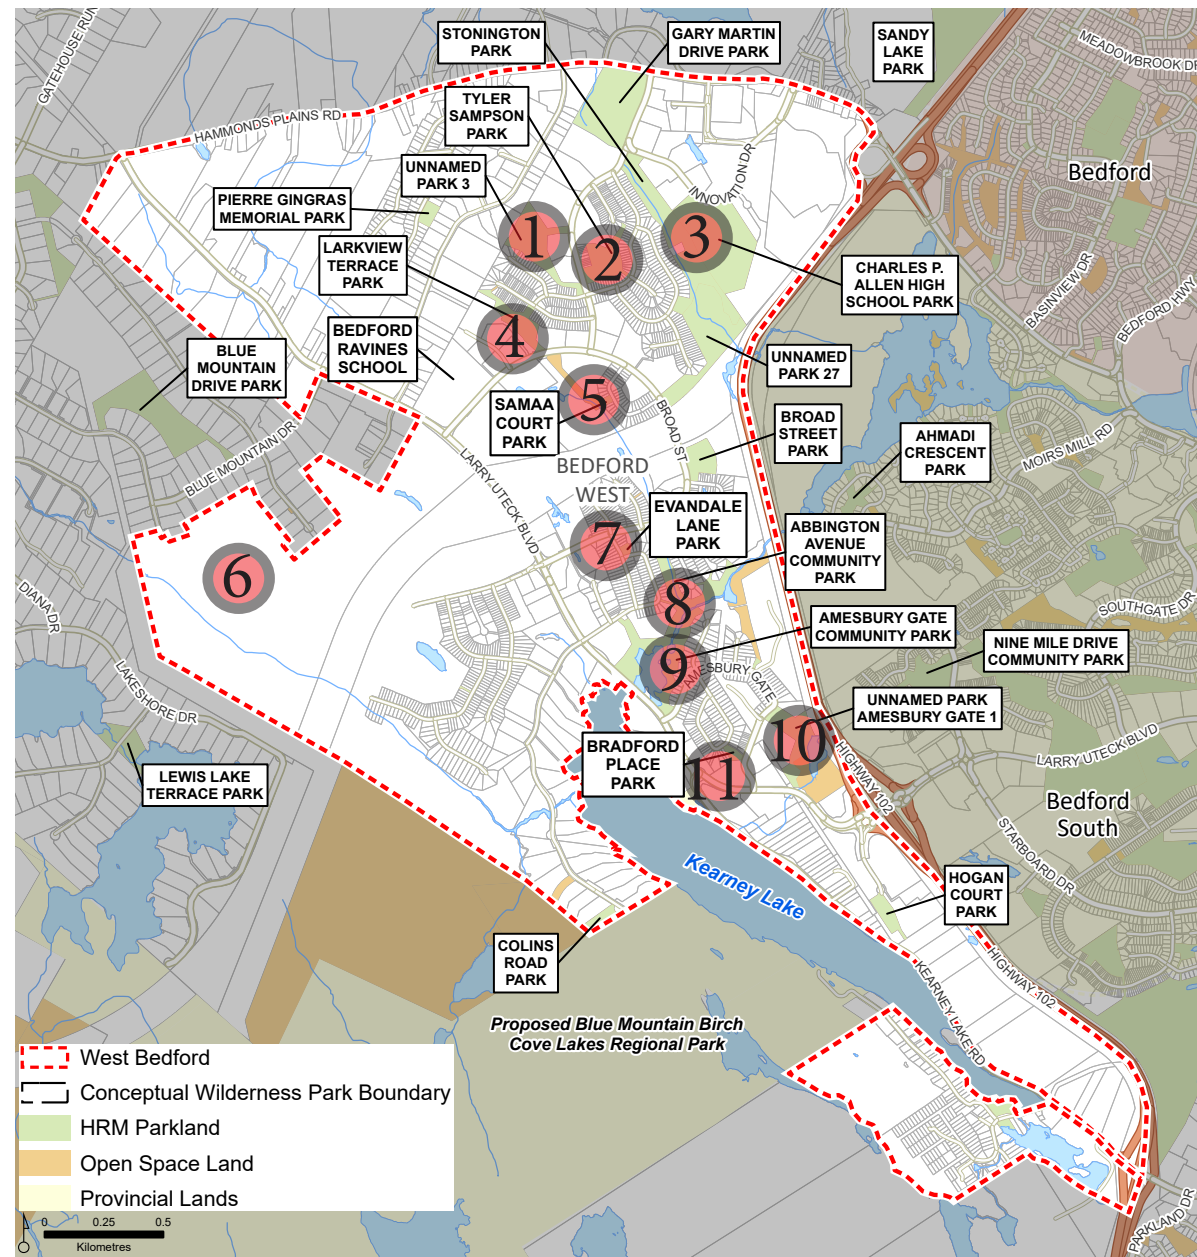 STONINGTON
PARK
GARY MARTIN
DRIVE PARK
SANDY
LAKE
PARK
MEADOWBROOK DR
GATEHOUSE RUN
TYLER
SAMPSON
PARK
HAMMONDS PLAINS RD
UNNAMED
PARK 3
INNOVATION DR
Bedford
PIERRE GINGRAS
MEMORIAL PARK
1
2
3
LARKVIEW
TERRACE
PARK
CHARLES P.
ALLEN HIGH
SCHOOL PARK
BASINVIEW DR
BEDFORD HWY
BEDFORD
RAVINES
SCHOOL
4
BLUE
MOUNTAIN
DRIVE PARK
UNNAMED
PARK 27
SAMAA
COURT
PARK
5
BROAD ST
BROAD
STREET
PARK
AHMADI
CRESCENT
PARK
MOIRS MILL RD
BLUE MOUNTAIN DR
LARRY UTECK BLVD
BEDFORD
WEST
EVANDALE
LANE
PARK
ABBINGTON
AVENUE
COMMUNITY
PARK
6
7
8
DIANA DR
SOUTHGATE DR
AMESBURY GATE
COMMUNITY PARK
NINE MILE DRIVE
COMMUNITY PARK
9
AMESBURY GATE
LAKESHORE DR
UNNAMED PARK
AMESBURY GATE 1
10
BRADFORD
PLACE
PARK
11
HIGHWAY 102
LARRY UTECK BLVD
LEWIS LAKE
TERRACE PARK
Bedford
South
STARBOARD DR
Kearney Lake
HOGAN
COURT
PARK
COLINS
ROAD
PARK
KEARNEY LAKE RD
HIGHWAY 102
Proposed Blue Mountain Birch
Cove Lakes Regional Park
West Bedford
Conceptual Wilderness Park Boundary
HRM Parkland
Open Space Land
Provincial Lands
0 0.25 0.5
Kilometres
PARKLAND DR